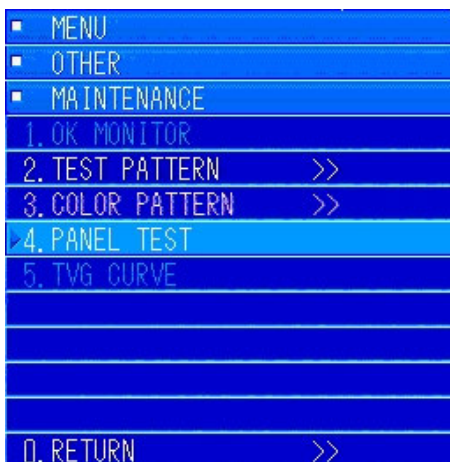 MENU
OTHER
MAINTENANCE
1. OK MONITOR
2. TEST PATTERN >>
3. COLOR PATTERN >>
4. PANEL TEST
5. TVG CURVE
0. RETURN >>